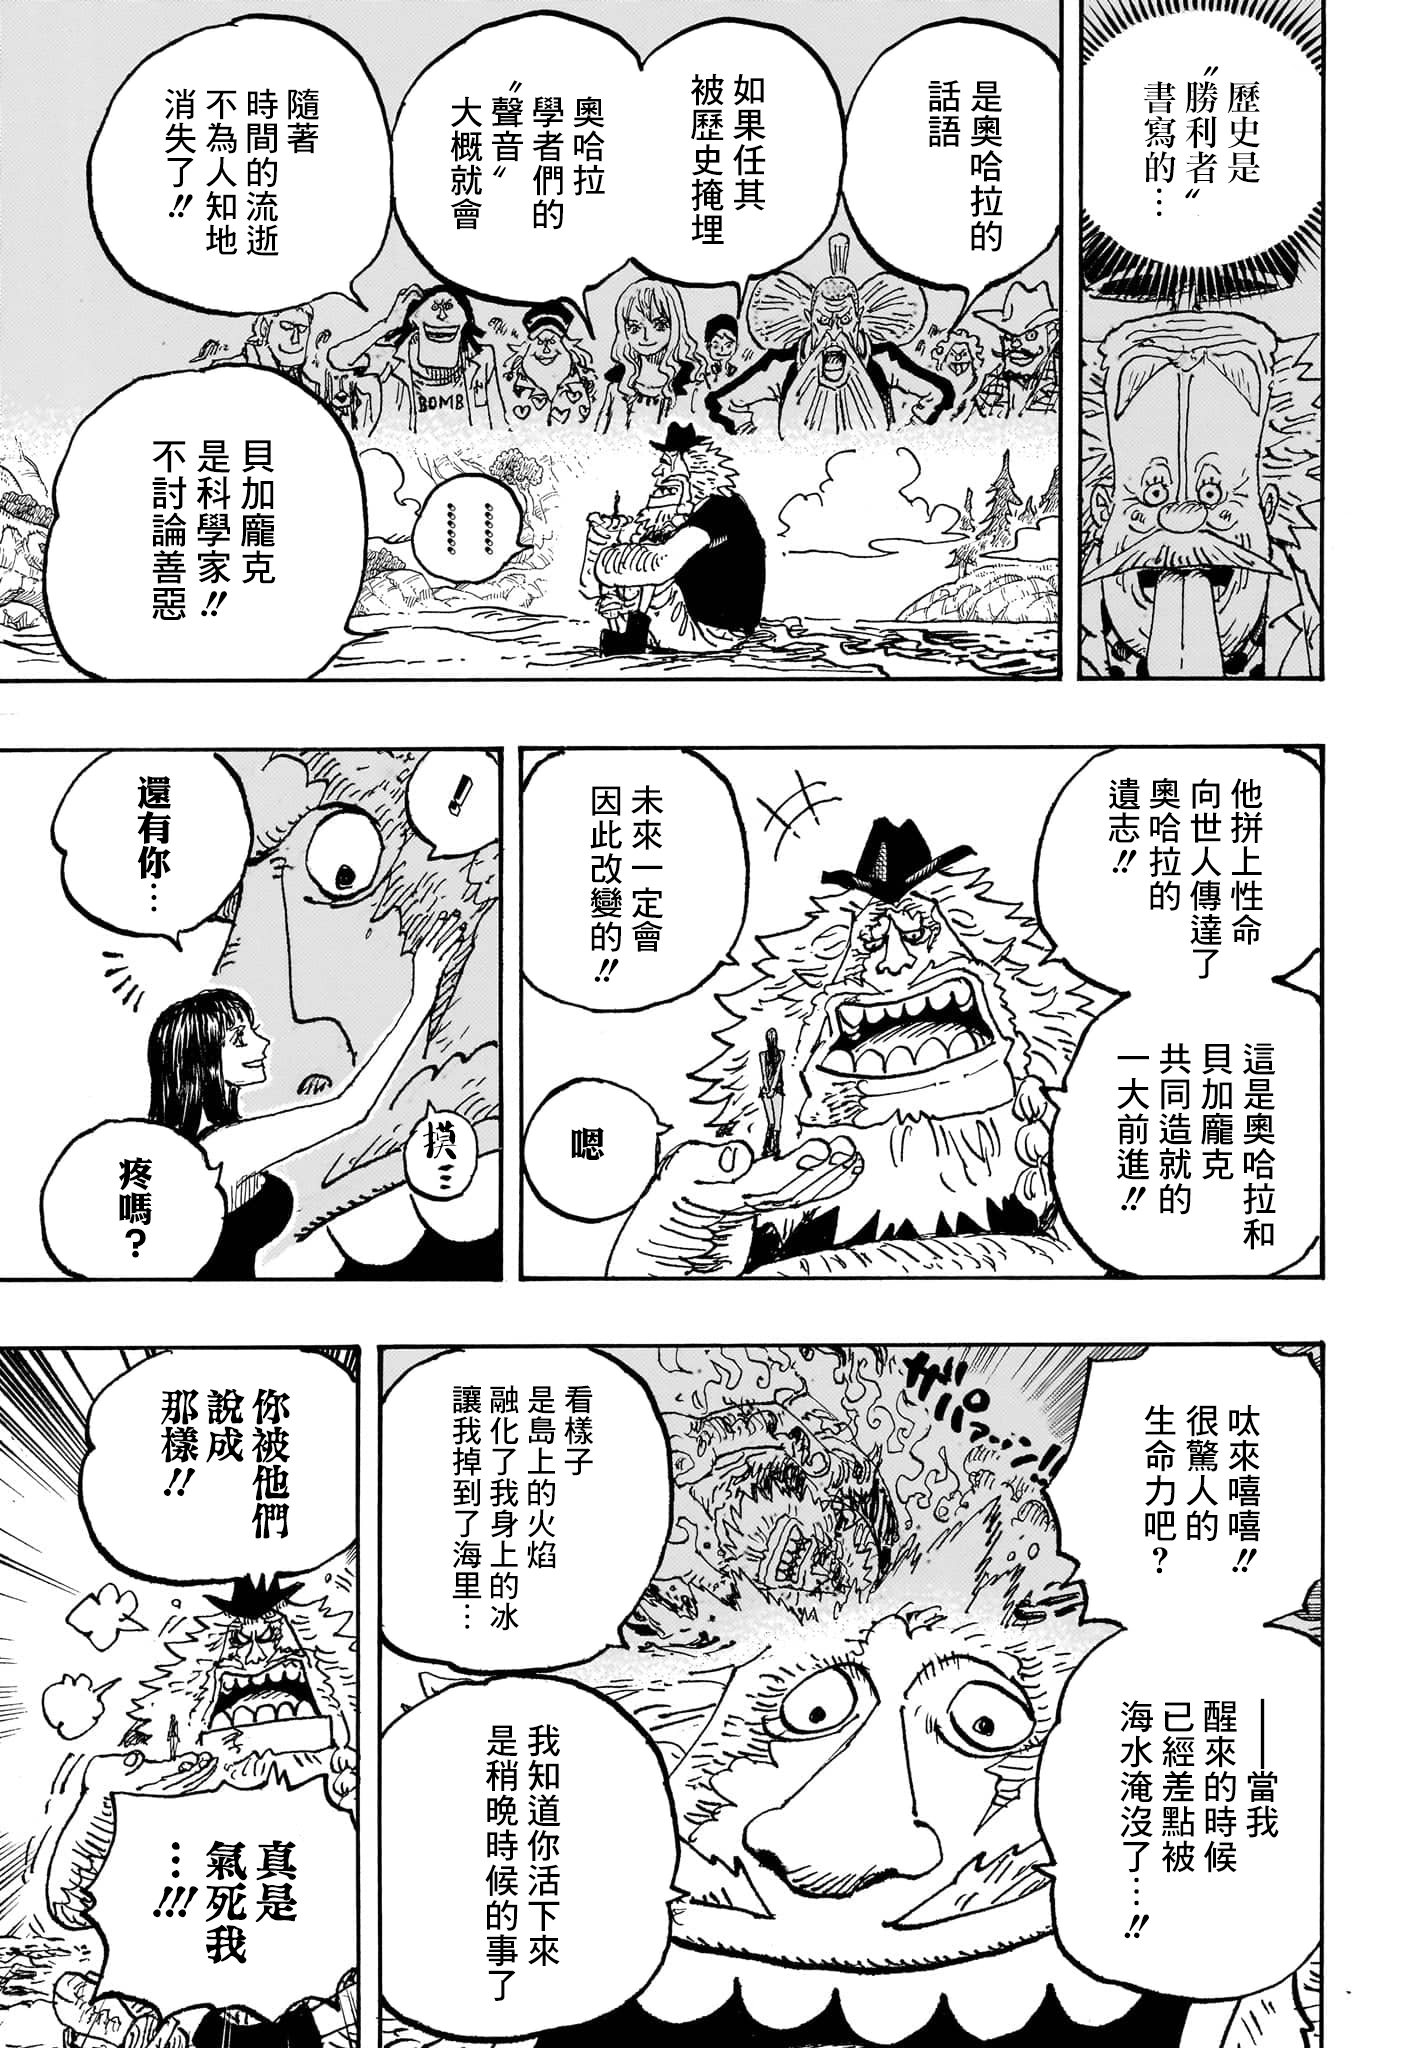 歷史是
〝勝利者〞
書寫的…
是奧哈拉的
話語
如果任其
被歷史掩埋
奧哈拉
學者們的
〝聲音〞
大概就會
隨著
時間的流逝
不為人知地
消失了!!
BOMB
………………
貝加龐克
是科學家!!
不討論善惡
他拼上性命
向世人傳達了
奧哈拉的
遺志!!
這是奧哈拉和
貝加龐克
共同造就的
一大前進!!
未來一定會
因此改變的!!
嗯
!
還有你…
摸
疼嗎?
呔來嘻嘻!!
很驚人的
生命力吧?
──當我
醒來的時候
已經差點被
海水淹沒了…!!
ザパーン!!
看樣子
是島上的火焰
融化了我身上的冰
讓我掉到了海里…
我知道你活下來
是稍晚時候的事了
你被他們
說成
那樣!!
真是
氣死我
…!!!